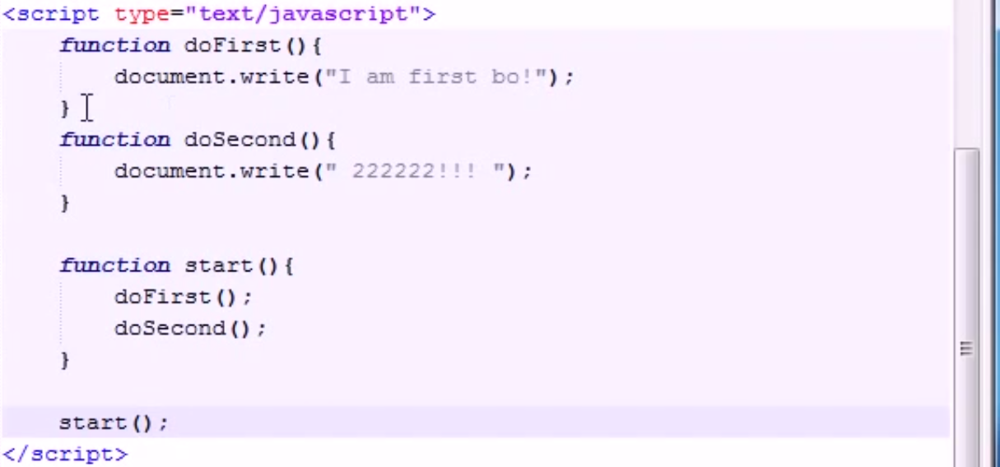 <script type="text/javascript">
function doFirst(){
document.write("I am first bo!");
}
function doSecond(){
document.write(" 222222!!! ");
}
function start(){
doFirst();
doSecond();
}
start();
</script>